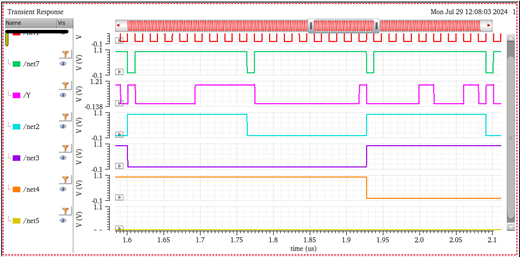 Transient Response
Mon Jul 29 12:08:03 2024 1
Name
Vis
V
-0.1
/net7
1.1
V (V)
-0.1
/Y
1.21
V (V)
-0.138
/net2
1.1
V (V)
-0.1
/net3
1.1
V (V)
-0.1
/net4
1.1
V (V)
-0.1
/net5
1.1
V (V)
1.6 1.65 1.7 1.75 1.8 1.85 1.9 1.95 2.0 2.05 2.1
time (us)